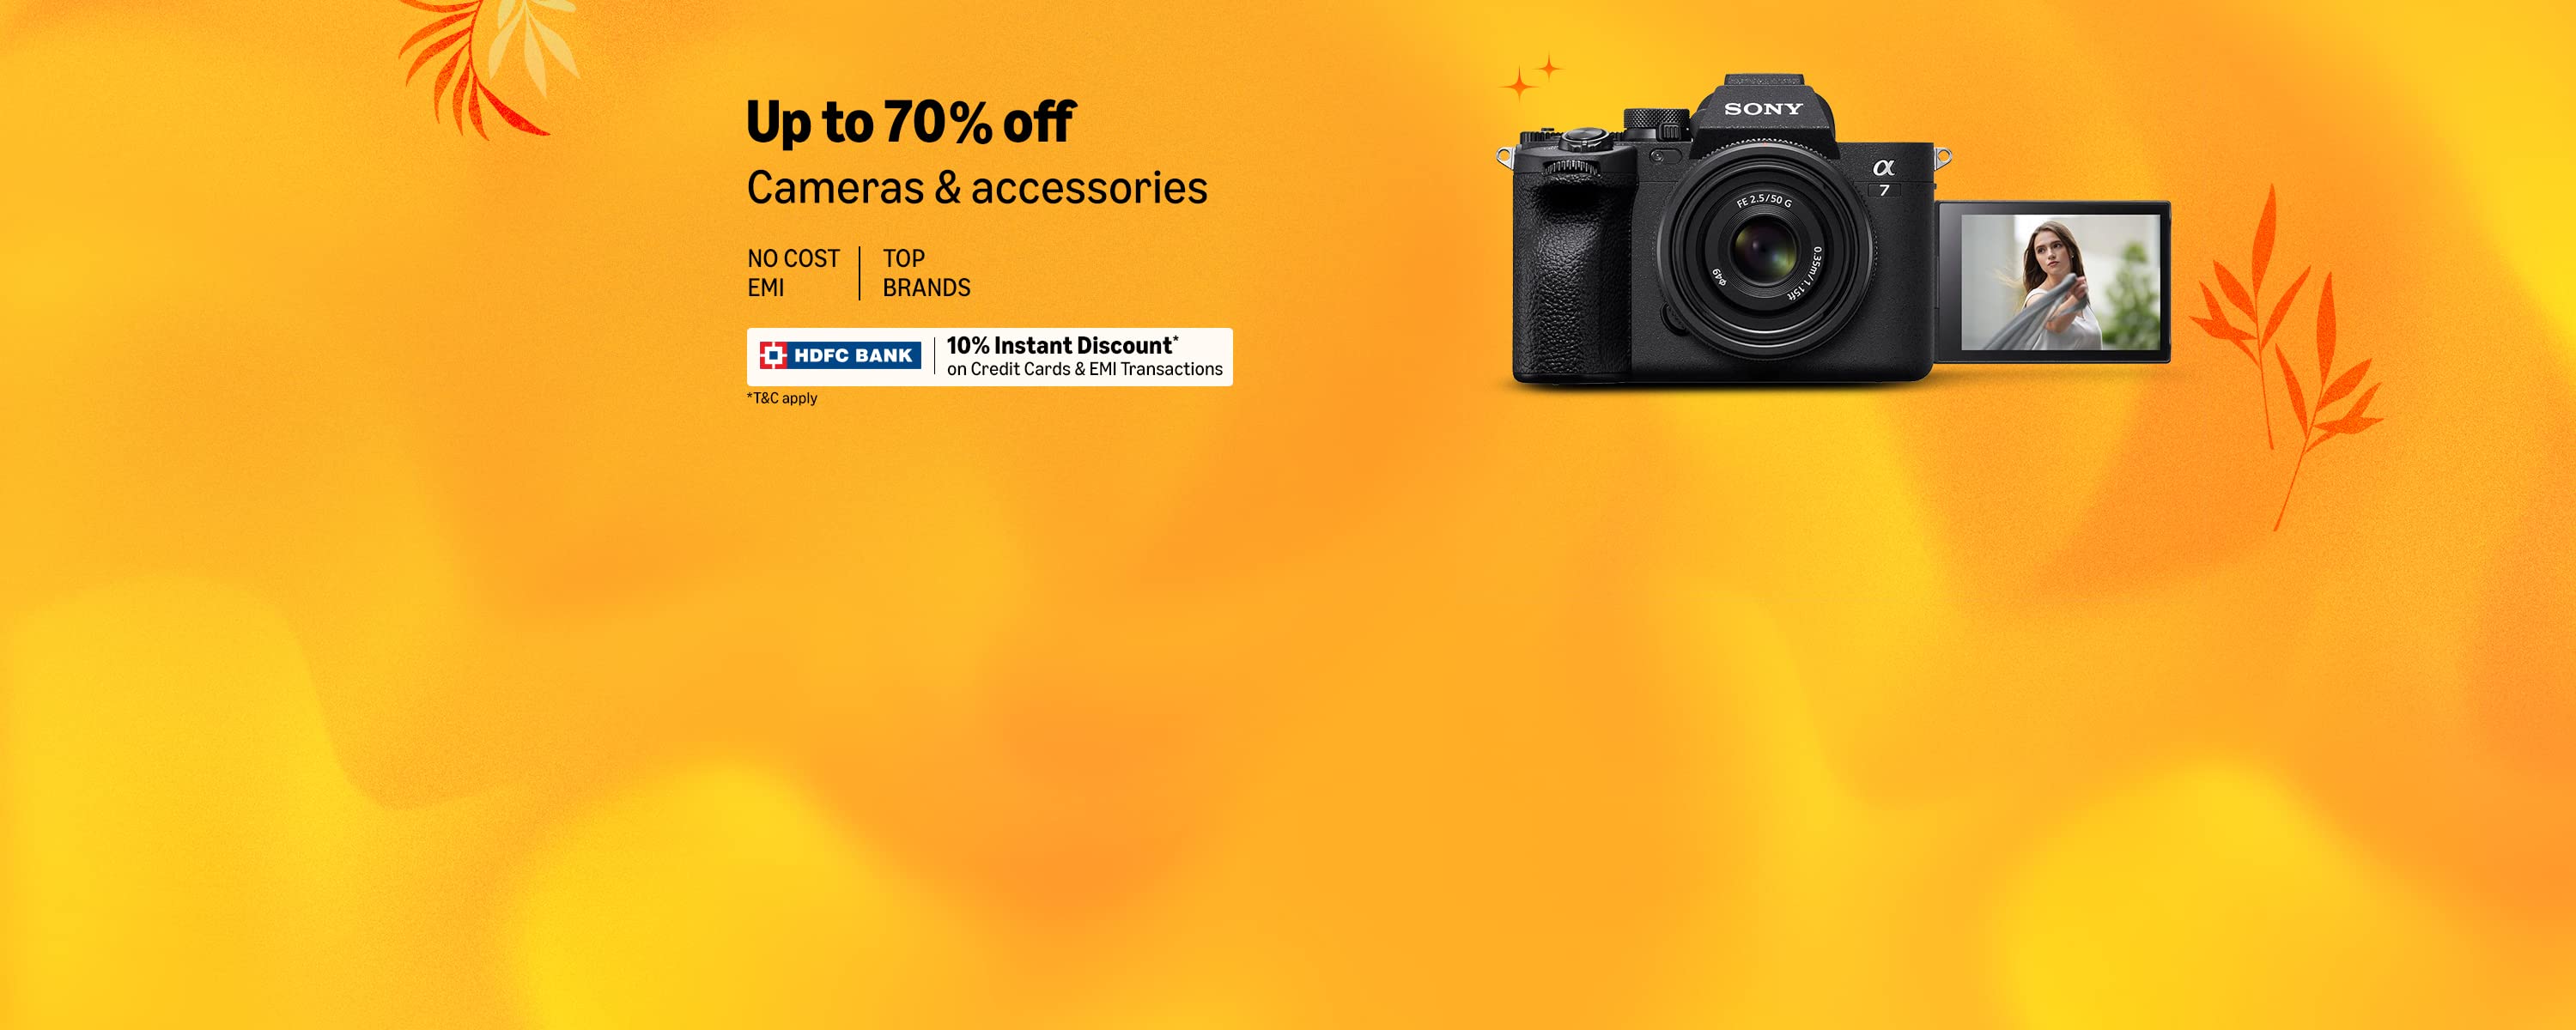 Up to 70% off
Cameras & accessories
NO COST
EMI
TOP
BRANDS
HDFC BANK
10% Instant Discount*
on Credit Cards & EMI Transactions
*T&C apply
SONY
α
7
FE 2.5/50 G
0.35m/1.15ft
Φ49